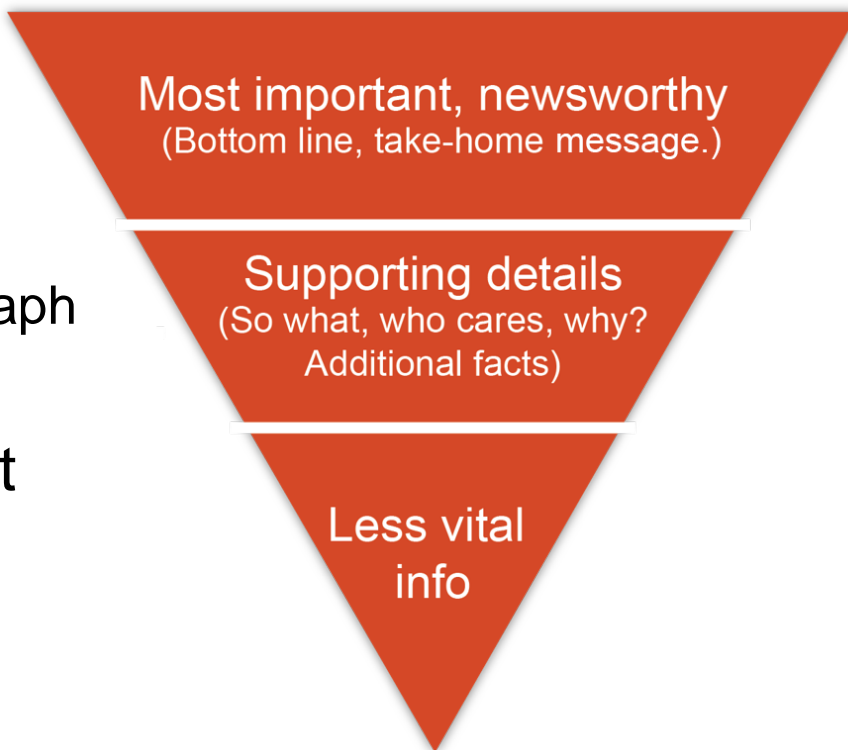 Most important, newsworthy
(Bottom line, take-home message.)
Supporting details
(So what, who cares, why?
Additional facts)
aph
t
Less vital
info